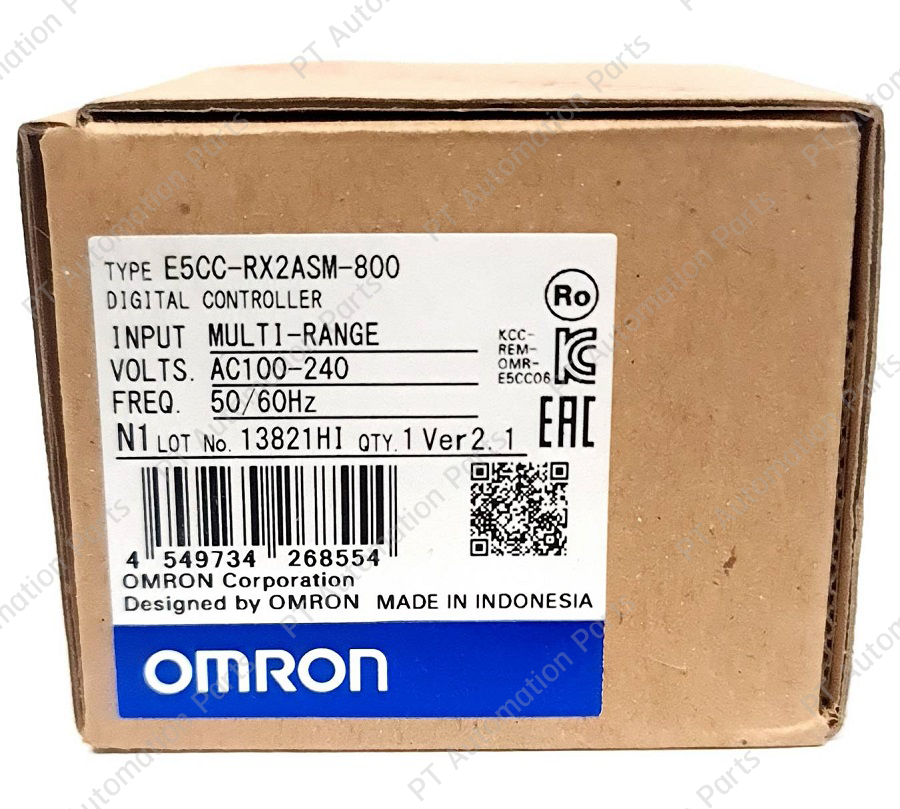 TYPE E5CC-RX2ASM-800
DIGITAL CONTROLLER
Ro
INPUT MULTI-RANGE
VOLTS. AC100-240
FREQ. 50/60Hz
KCC-
REM-
OMR-
E5CC06
KC
EAC
N1 LOT No. 13821HI QTY. 1 Ver2.1
4 549734 268554
OMRON Corporation
Designed by OMRON MADE IN INDONESIA
OMRON
PT Automation Parts